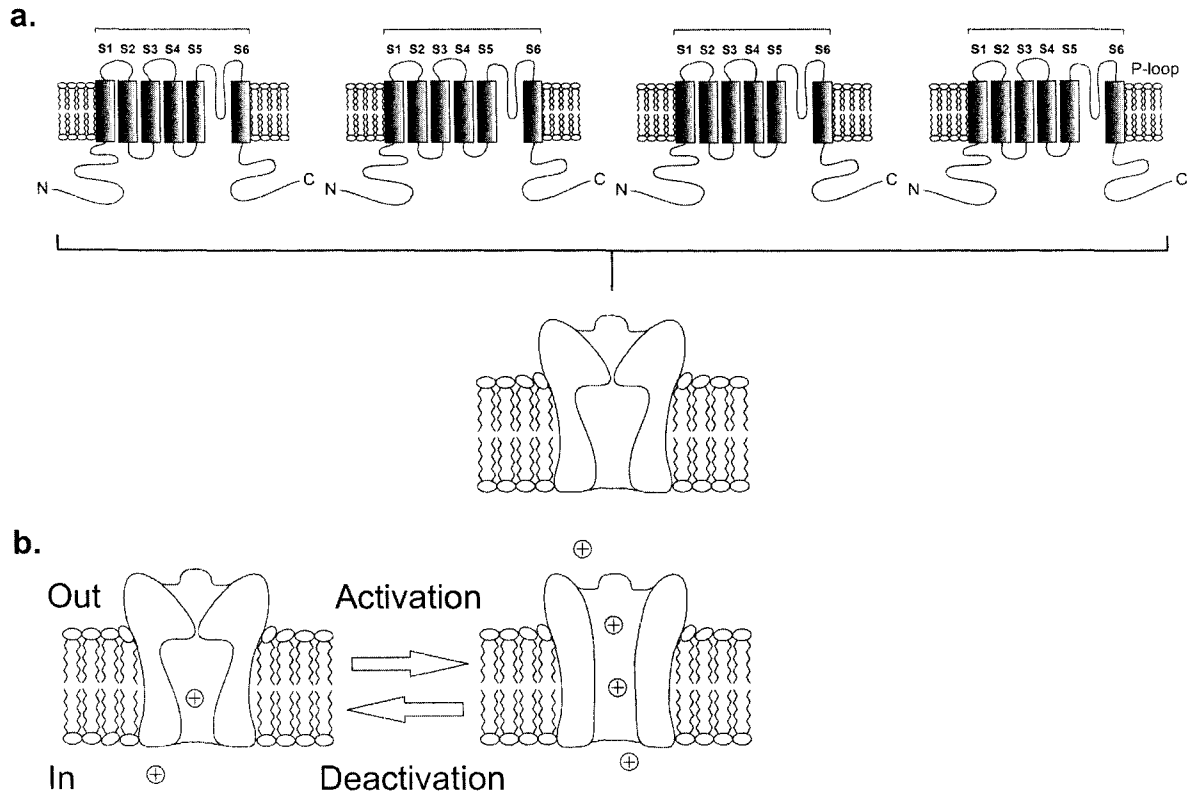 a.
S1 S2 S3 S4 S5 S6 S1 S2 S3 S4 S5 S6 S1 S2 S3 S4 S5 S6 S1 S2 S3 S4 S5 S6
P-loop
N C N C N C N C
b.
Out Activation
In Deactivation